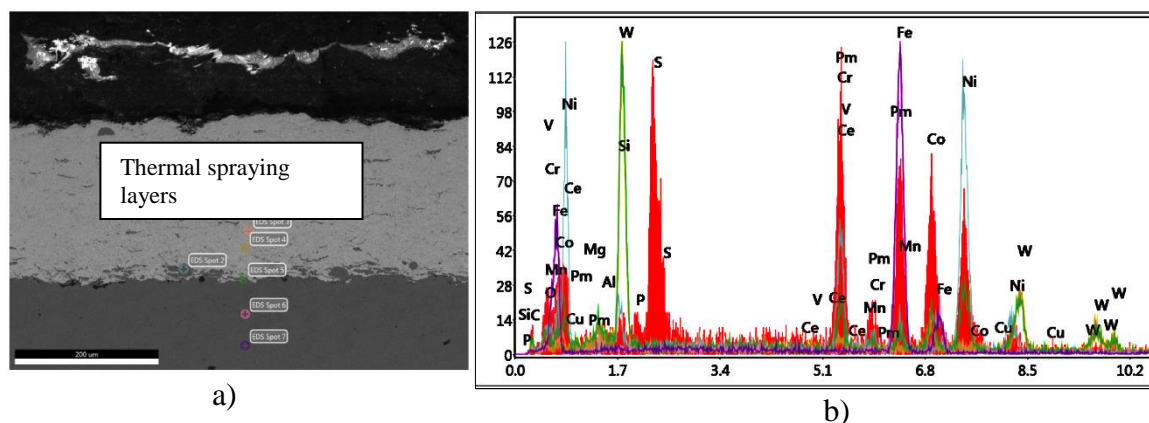 Thermal spraying
layers
EDS Spot 4
EDS Spot 2
EDS Spot 5
EDS Spot 6
EDS Spot 7
200 um
a)
126
112
98
84
70
56
42
28
14
0
0.0 1.7 3.4 5.1 6.8 8.5 10.2
W
S
Pm
Cr
Fe
Ni
V
Ni
V
Ce
Pm
Co
Si
Cr
Ce
Fe
Co
Mg
S
Mn
Pm
Al
Pm
Mn
W
S
O
P
Cr
Fe
Ni
Si C
Cu
Pm
V
Ce
Mn
Cu
W
W
P
Ce
Ce
Pm
Co
Cu
W
W
b)